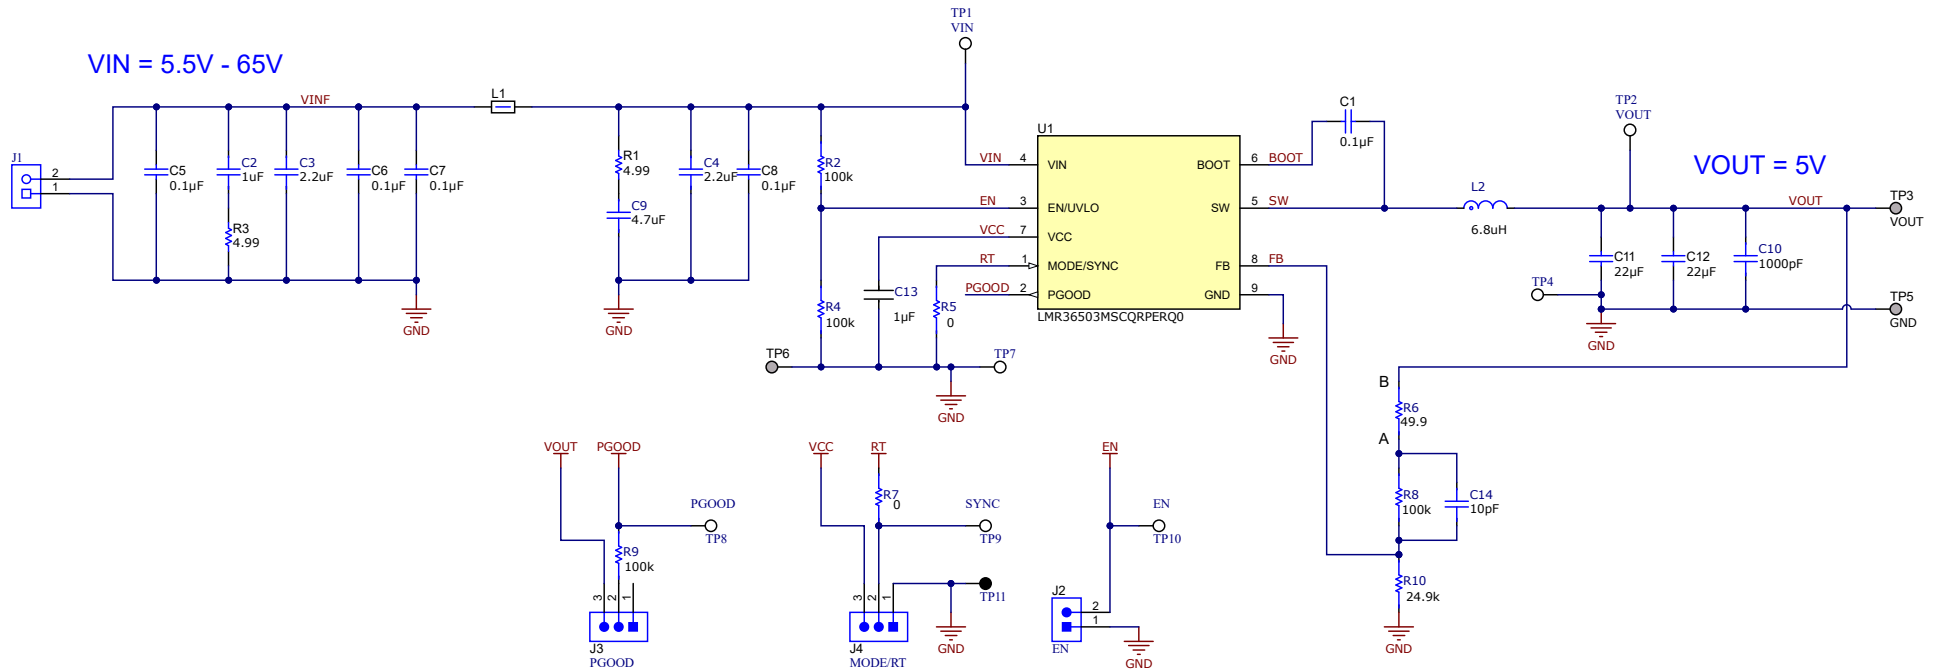 VIN = 5.5V - 65V
TP1
VIN
VINF
L1
J1
2
1
C5
0.1µF
C2
1uF
C3
2.2uF
C6
0.1µF
C7
0.1µF
R3
4.99
GND
R1
4.99
C9
4.7uF
C4
2.2uF
C8
0.1µF
GND
R2
100k
R4
100k
U1
VIN
4
VIN
EN
3
EN/UVLO
VCC
7
VCC
RT
1
MODE/SYNC
PGOOD
2
PGOOD
BOOT
6
BOOT
SW
5
SW
FB
8
FB
GND
9
LMR36503MSCQRPERQ0
C13
1µF
R5
0
TP6
TP7
GND
C1
0.1µF
GND
L2
6.8uH
TP2
VOUT
VOUT = 5V
VOUT
TP3
VOUT
C11
22µF
C12
22µF
C10
1000pF
TP4
TP5
GND
GND
B
R6
49.9
A
R8
100k
C14
10pF
R10
24.9k
GND
VOUT
PGOOD
PGOOD
TP8
R9
100k
3
2
1
J3
PGOOD
VCC
RT
R7
0
SYNC
TP9
TP11
3
2
1
J4
MODE/RT
GND
EN
EN
TP10
J2
2
1
EN
GND